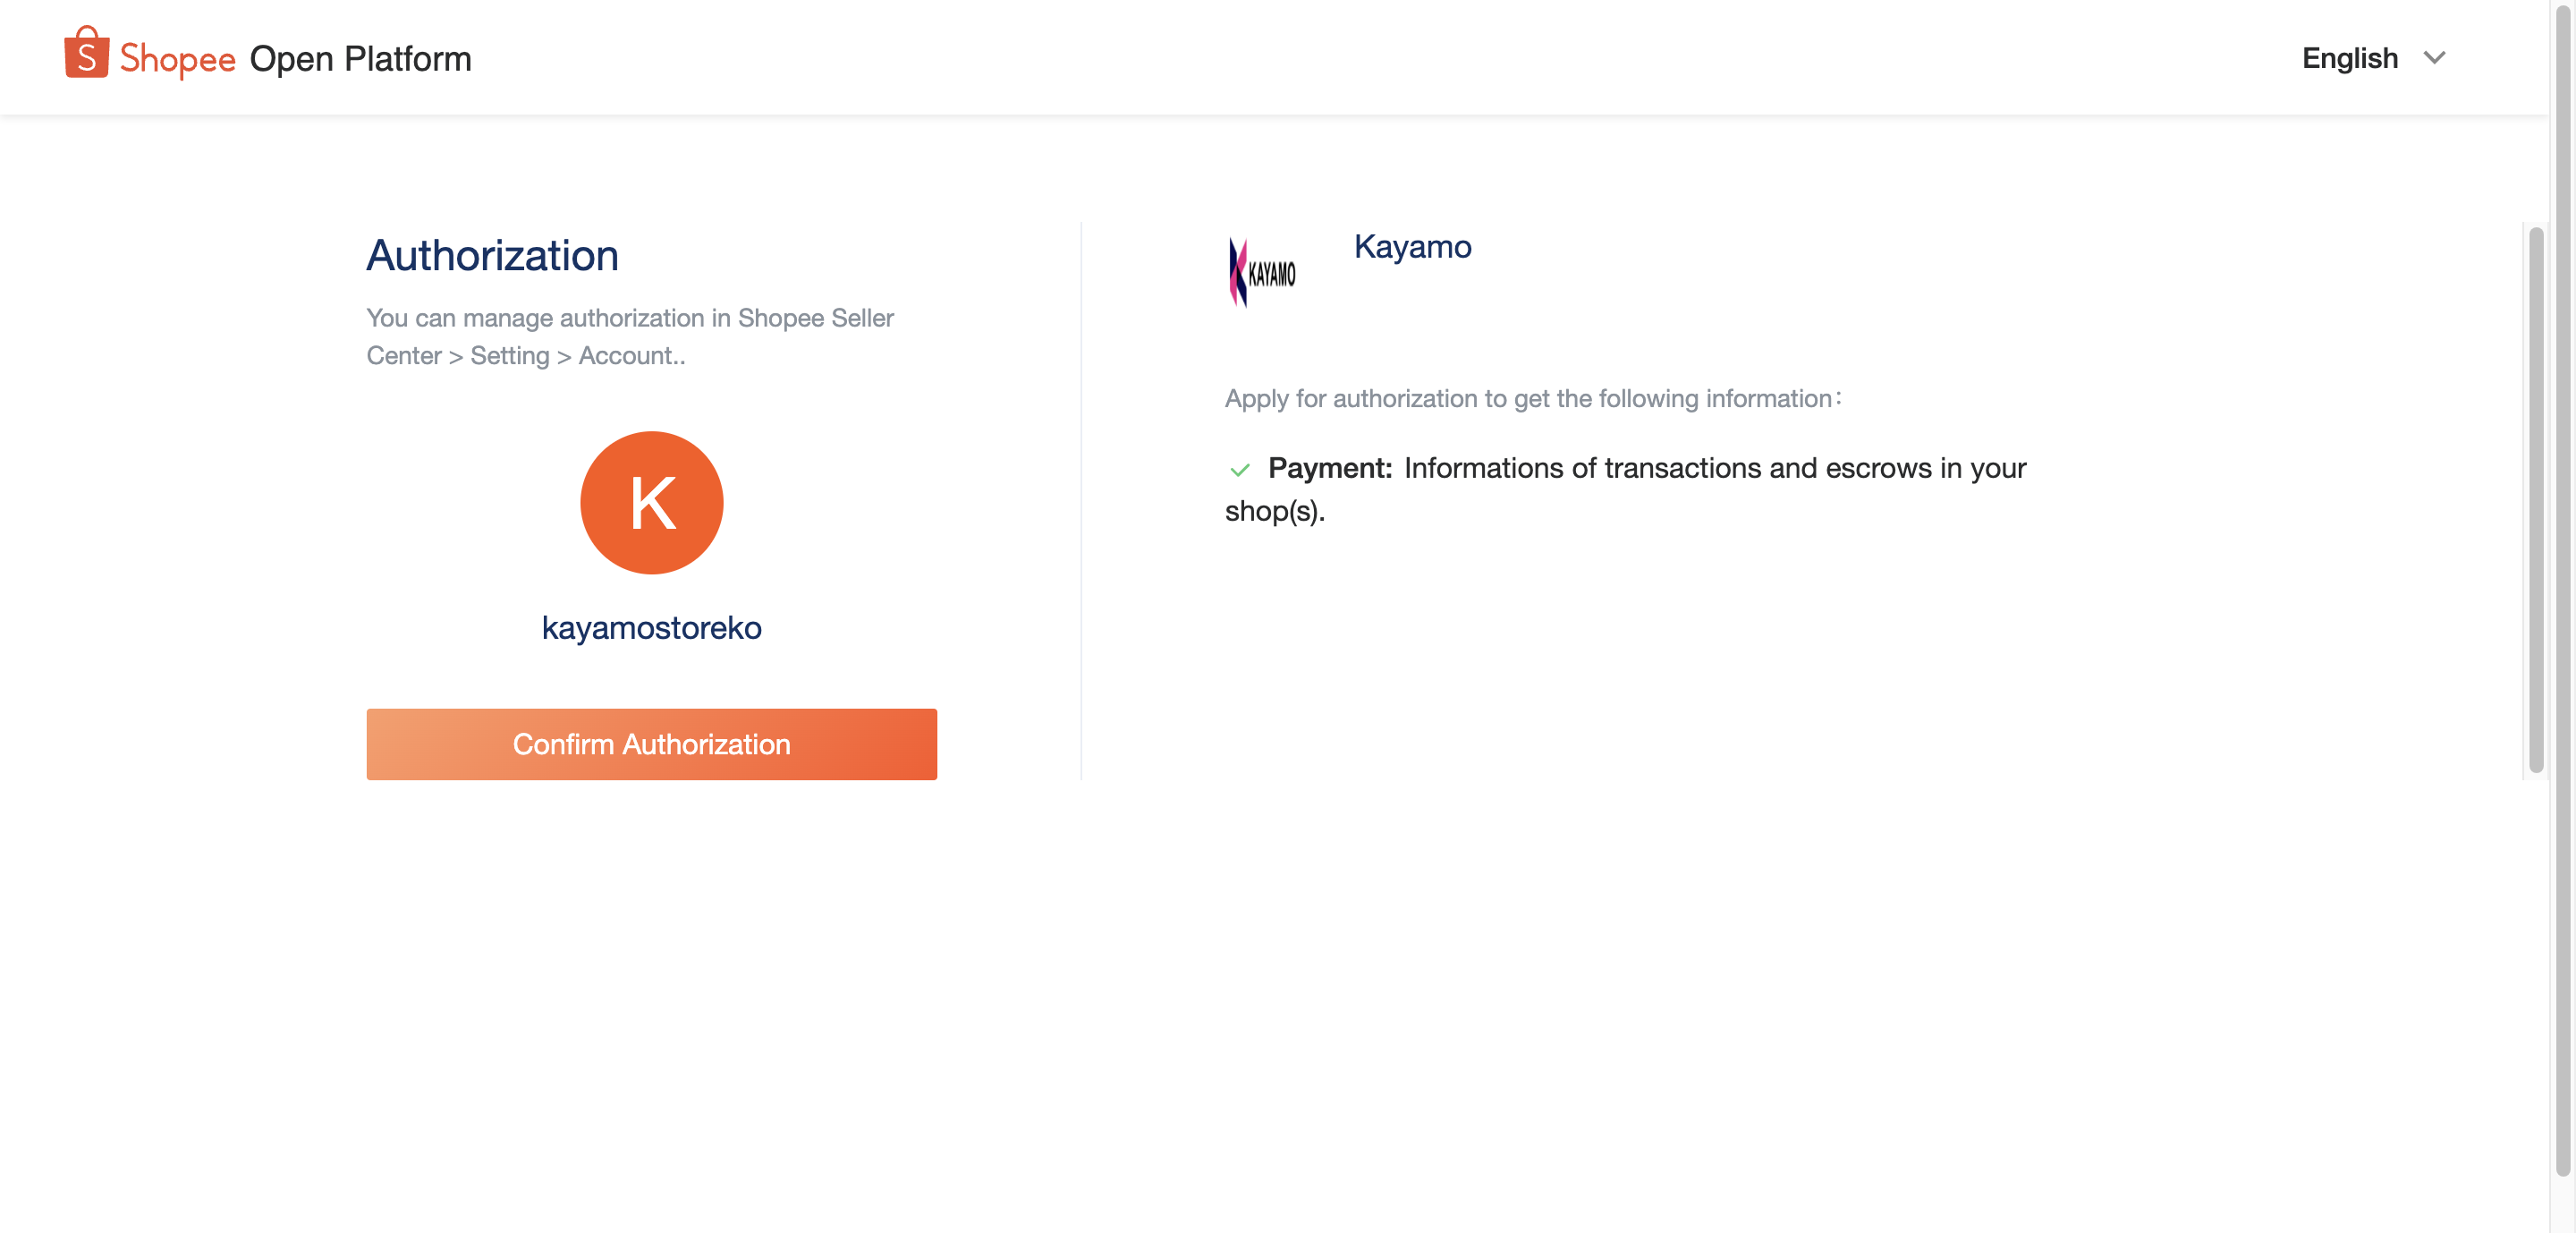 Shopee Open Platform
English
Authorization
You can manage authorization in Shopee Seller
Center > Setting > Account..
K
kayamostoreko
Confirm Authorization
KAYAMO
Kayamo
Apply for authorization to get the following information：
Payment: Informations of transactions and escrows in your
shop(s).